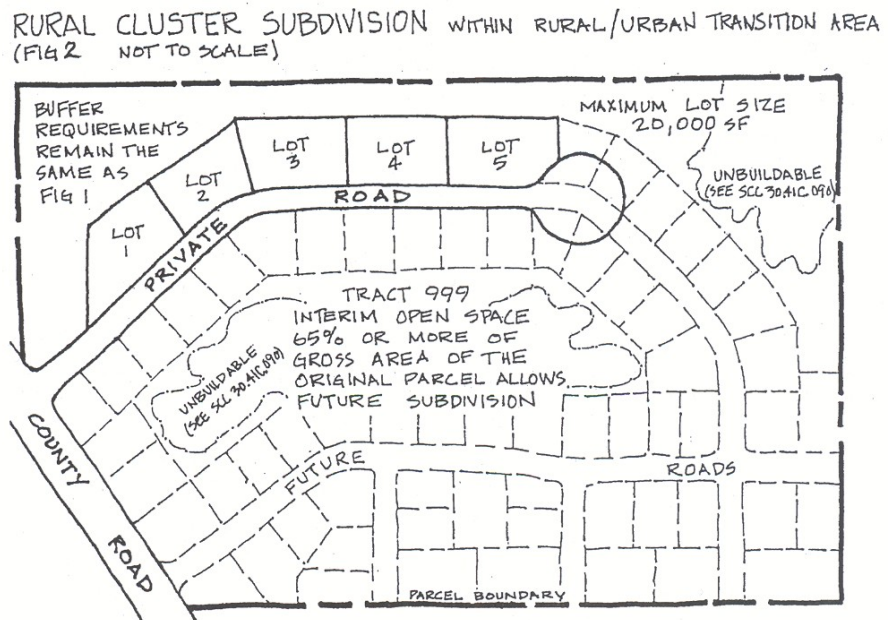 RURAL CLUSTER SUBDIVISION WITHIN RURAL/URBAN TRANSITION AREA
(FIG 2 NOT TO SCALE)
BUFFER
REQUIREMENTS
REMAIN THE
SAME AS
FIG 1
MAXIMUM LOT SIZE
20,000 SF
UNBUILDABLE
(SEE SCC 30.41C.090)
LOT
1
LOT
2
LOT
3
LOT
4
LOT
5
PRIVATE
ROAD
TRACT 999
INTERIM OPEN SPACE
65% OR MORE OF
GROSS AREA OF THE
ORIGINAL PARCEL ALLOWS
FUTURE SUBDIVISION
UNBUILDABLE
(SEE SCC 30.41C.090)
COUNTY
ROAD
FUTURE
ROADS
PARCEL BOUNDARY